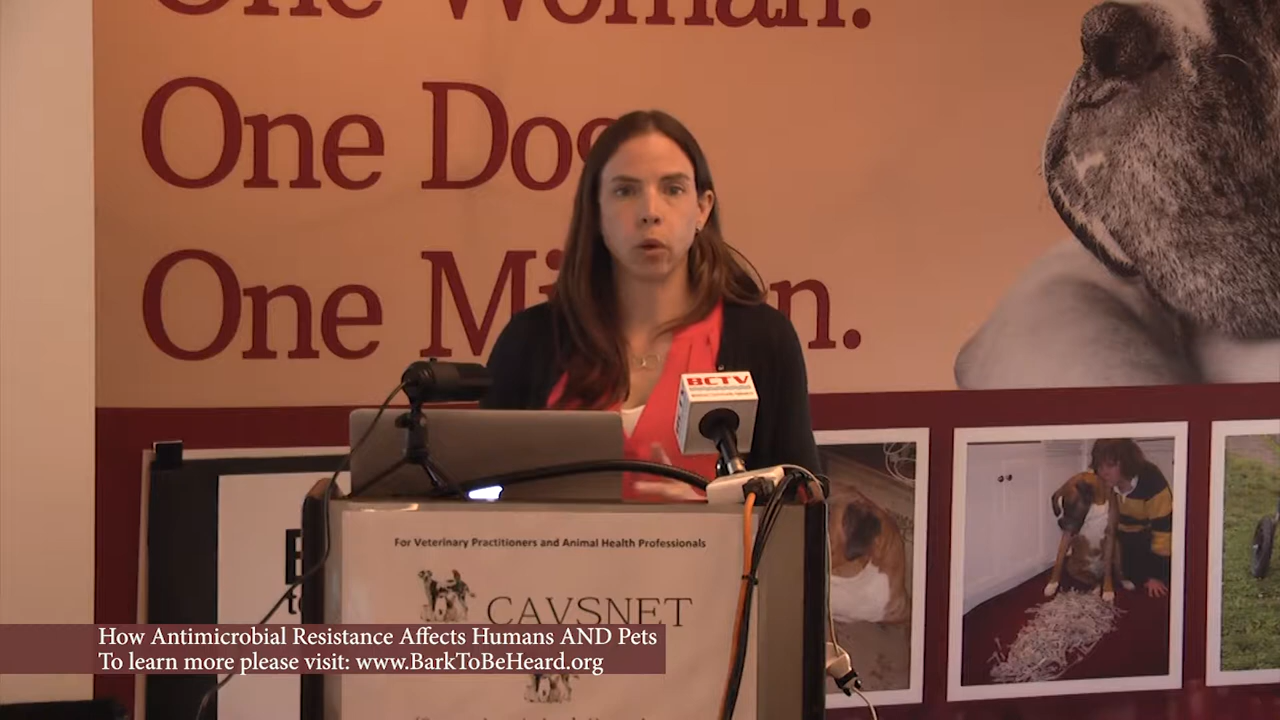 One Woman.
One Dog
One Mi n.
BCTV
For Veterinary Practitioners and Animal Health Professionals
CAVSNET
How Antimicrobial Resistance Affects Humans AND Pets
To learn more please visit: www.BarkToBeHeard.org